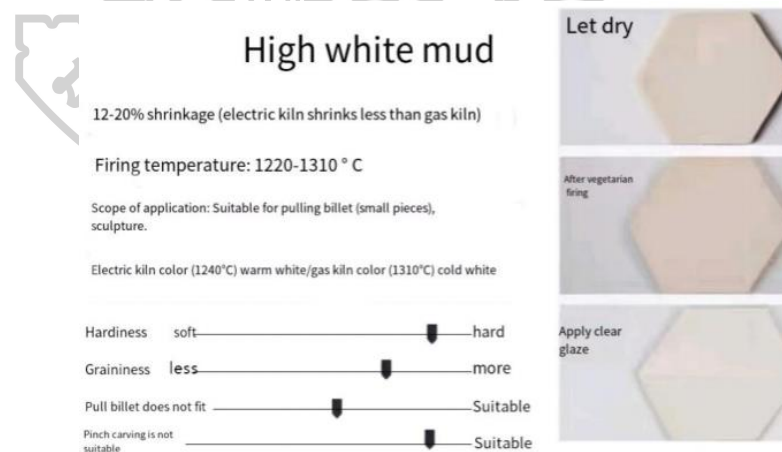 High white mud
12-20% shrinkage (electric kiln shrinks less than gas kiln)
Firing temperature: 1220-1310 ° C
Scope of application: Suitable for pulling billet (small pieces),
sculpture.
Electric kiln color (1240°C) warm white/gas kiln color (1310°C) cold white
Hardiness soft hard
Graininess less more
Pull billet does not fit Suitable
Pinch carving is not
suitable Suitable
Let dry
After vegetarian
firing
Apply clear
glaze